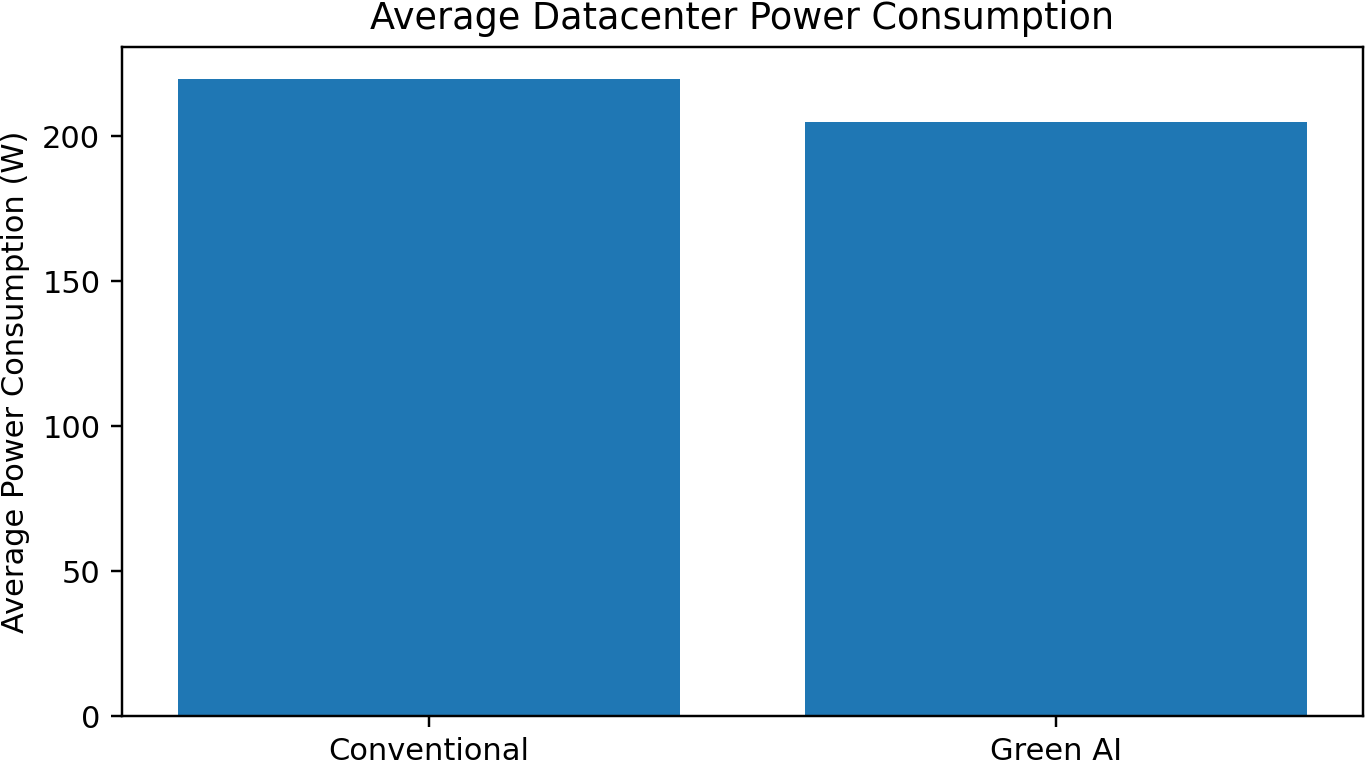 Average Datacenter Power Consumption
Average Power Consumption (W)
200
150
100
50
0
Conventional
Green AI